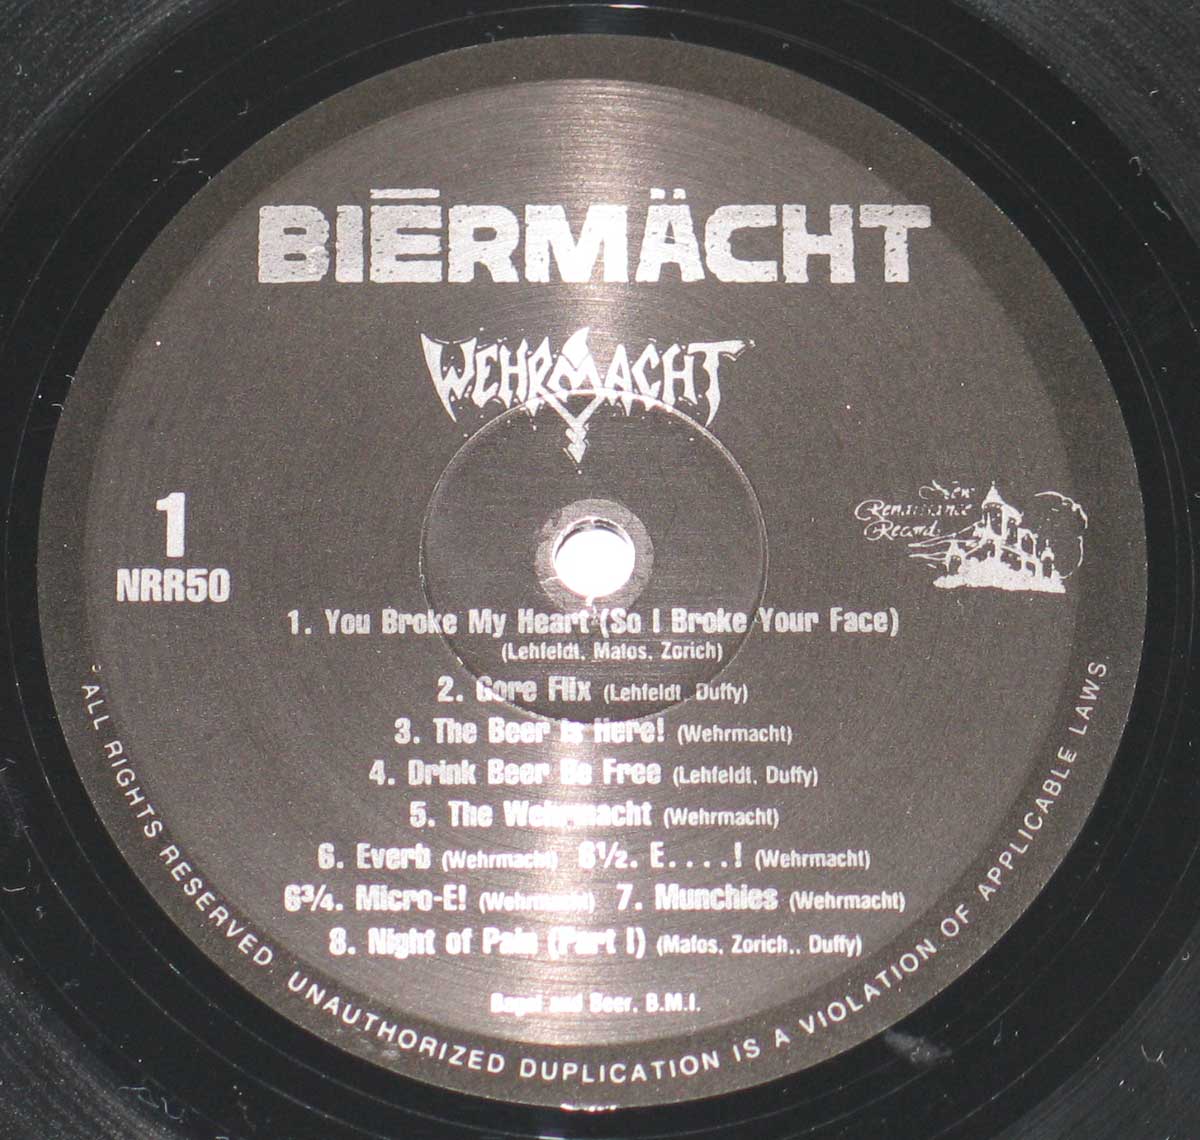 BIĒRMÄCHT
WEHRMACHT
1
NRR50
New
Renaissance
Records
1. You Broke My Heart (So I Broke Your Face)
(Lehfeldt, Matos, Zorich)
2. Gore Flix (Lehfeldt, Duffy)
3. The Beer is Here! (Wehrmacht)
4. Drink Beer Be Free (Lehfeldt, Duffy)
5. The Wehrmacht (Wehrmacht)
6. Everb (Wehrmacht) 6½. E....! (Wehrmacht)
6¾. Micro-E! (Wehrmacht) 7. Munchies (Wehrmacht)
8. Night of Pain (Part I) (Matos, Zorich,, Duffy)
Bagel and Beer, B.M.I.
ALL RIGHTS RESERVED. UNAUTHORIZED DUPLICATION IS A VIOLATION OF APPLICABLE LAWS